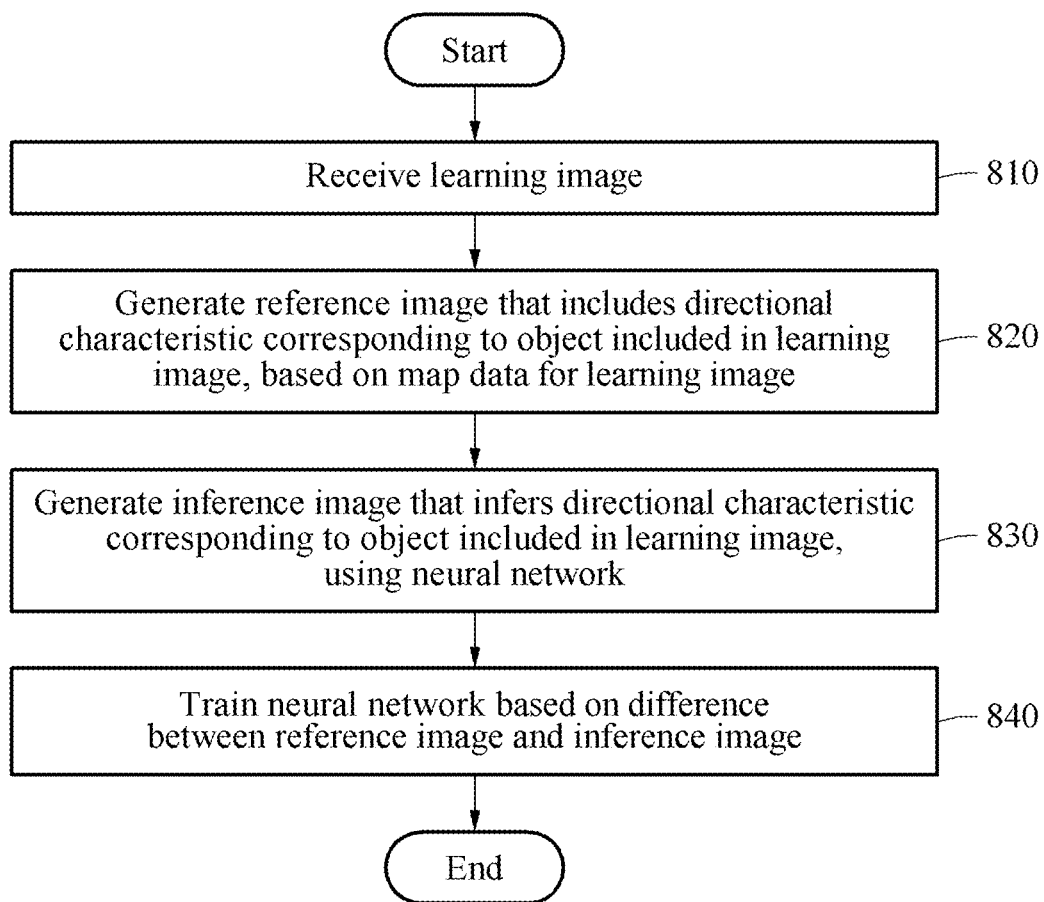 Start
Receive learning image
810
Generate reference image that includes directional
characteristic corresponding to object included in learning
image, based on map data for learning image
820
Generate inference image that infers directional characteristic
corresponding to object included in learning image,
using neural network
830
Train neural network based on difference
between reference image and inference image
840
End